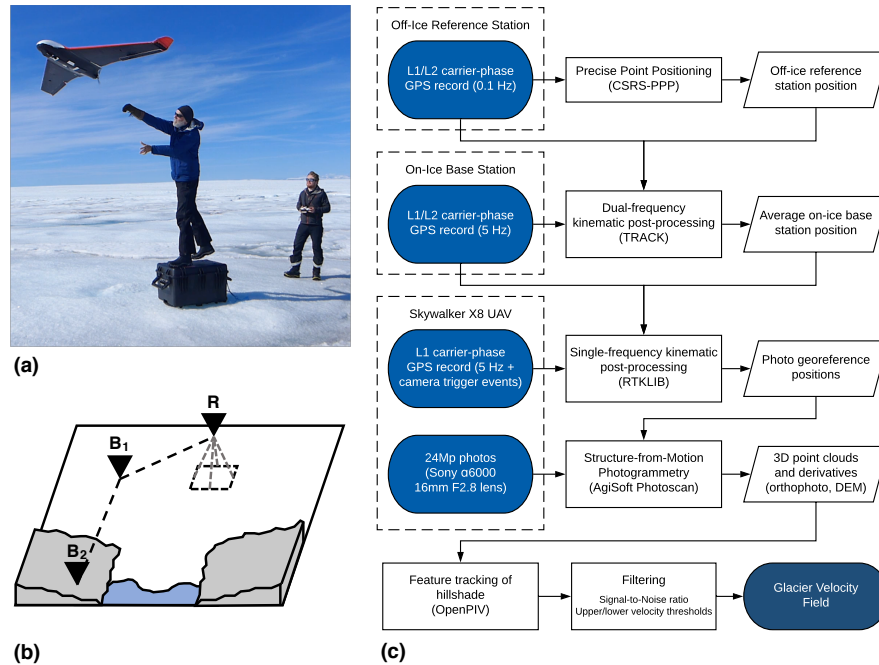 (a)
R
B1
B2
(b)
Off-Ice Reference Station
L1/L2 carrier-phase
GPS record (0.1 Hz)
Precise Point Positioning
(CSRS-PPP)
Off-ice reference
station position
On-Ice Base Station
L1/L2 carrier-phase
GPS record (5 Hz)
Dual-frequency
kinematic post-processing
(TRACK)
Average on-ice base
station position
Skywalker X8 UAV
L1 carrier-phase
GPS record (5 Hz +
camera trigger events)
Single-frequency kinematic
post-processing
(RTKLIB)
Photo georeference
positions
24Mp photos
(Sony α6000
16mm F2.8 lens)
Structure-from-Motion
Photogrammetry
(AgiSoft Photoscan)
3D point clouds
and derivatives
(orthophoto, DEM)
Feature tracking of
hillshade
(OpenPIV)
Filtering
Signal-to-Noise ratio
Upper/lower velocity thresholds
Glacier Velocity
Field
(c)